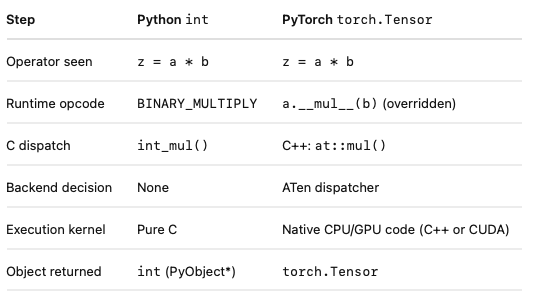 Step Python int PyTorch torch.Tensor
Operator seen z = a * b z = a * b
Runtime opcode BINARY_MULTIPLY a.__mul__(b) (overridden)
C dispatch int_mul() C++: at::mul()
Backend decision None ATen dispatcher
Execution kernel Pure C Native CPU/GPU code (C++ or CUDA)
Object returned int (PyObject*) torch.Tensor